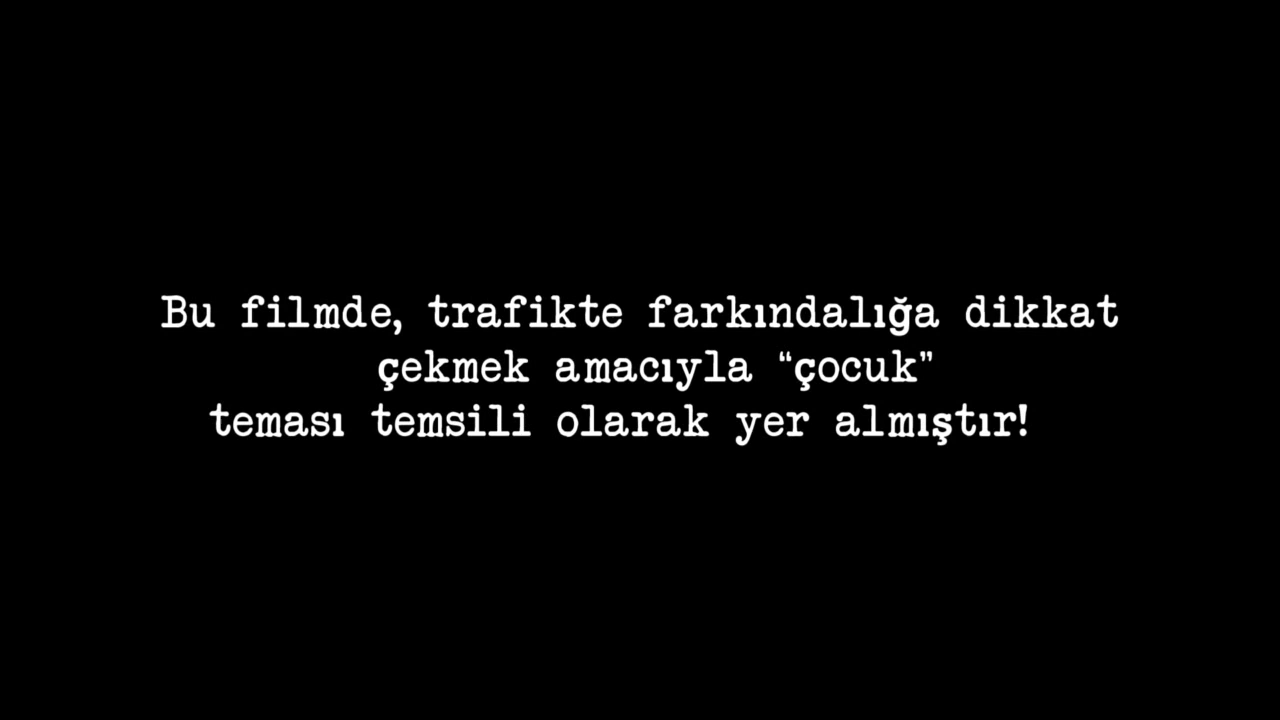 Bu filmde, trafikte farkındalığa dikkat
çekmek amacıyla “çocuk”
teması temsili olarak yer almıştır!